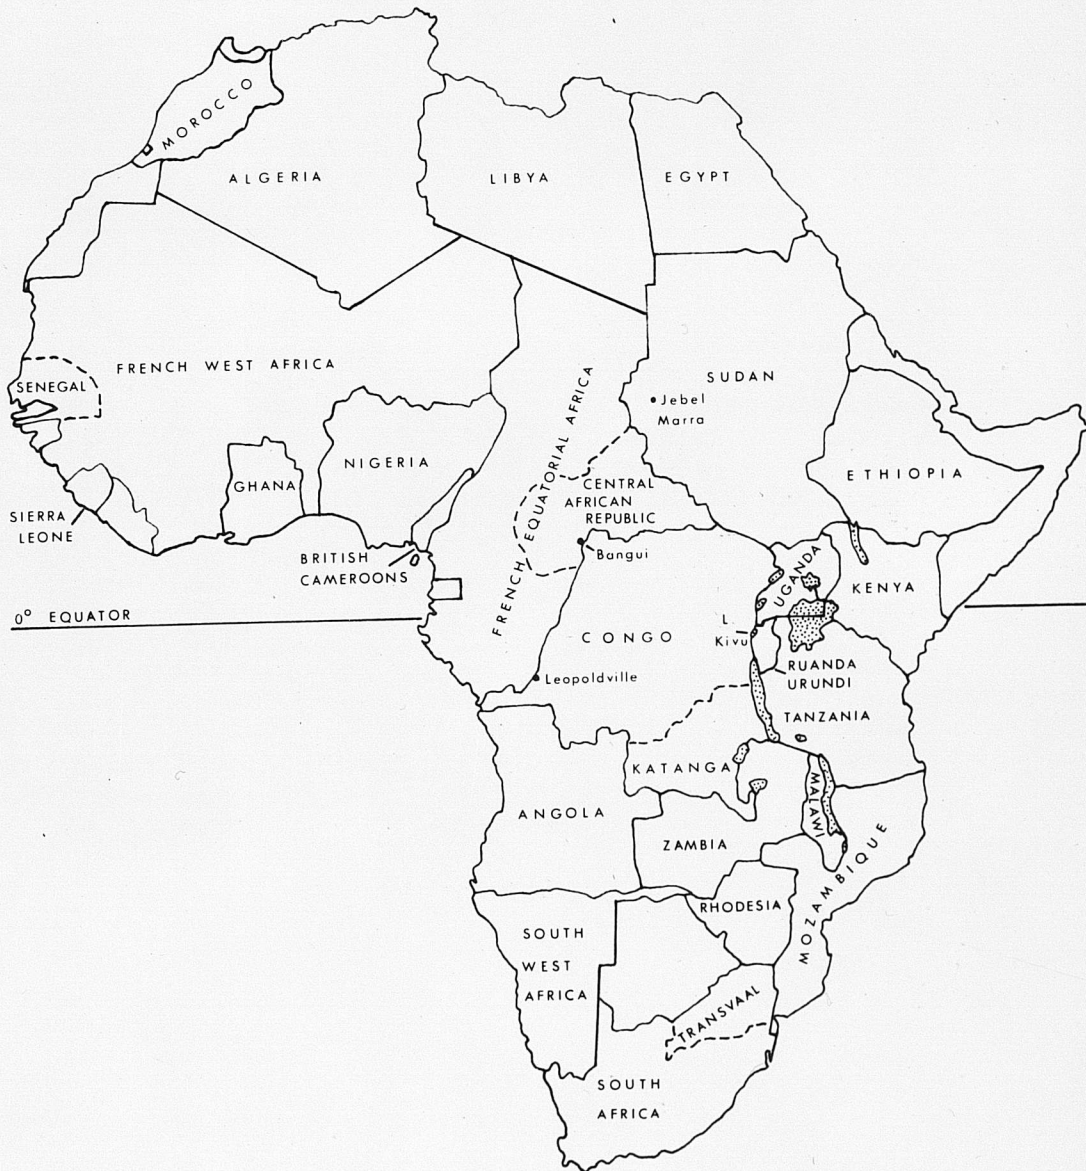 MOROCCO
ALGERIA
LIBYA
EGYPT
FRENCH WEST AFRICA
SENEGAL
SUDAN
Jebel
Marra
FRENCH EQUATORIAL AFRICA
NIGERIA
GHANA
ETHIOPIA
CENTRAL
AFRICAN
REPUBLIC
SIERRA
LEONE
BRITISH
CAMEROONS
Bangui
UGANDA
KENYA
0° EQUATOR
CONGO
L.
Kivu
RUANDA
URUNDI
Leopoldville
TANZANIA
KATANGA
MALAWI
ANGOLA
ZAMBIA
MOZAMBIQUE
RHODESIA
SOUTH
WEST
AFRICA
TRANSVAAL
SOUTH
AFRICA